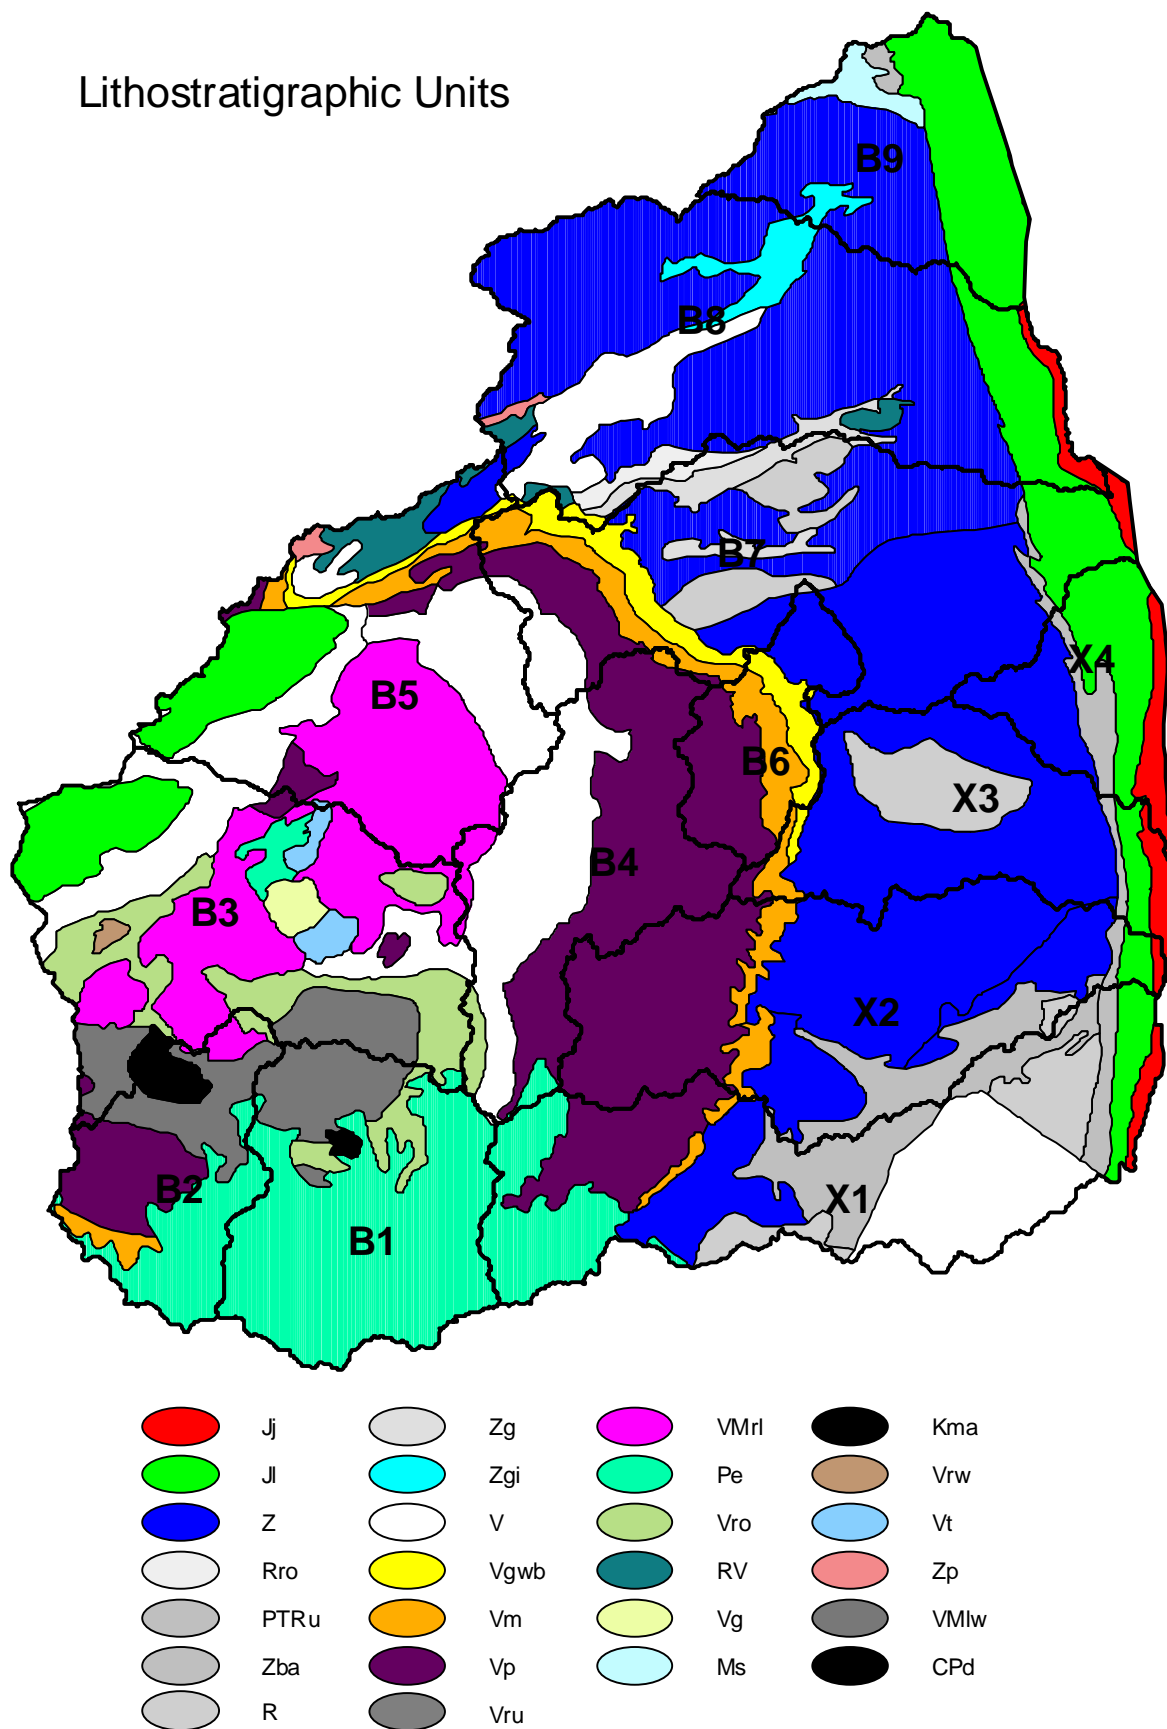 Lithostratigraphic Units
B9
B8
B7
X4
B5
B6
X3
B4
B3
X2
B2
X1
B1
Jj Zg VMrl Kma
Jl Zgi Pe Vrw
Z V Vro Vt
Rro Vgwb RV Zp
PTRu Vm Vg VMlw
Zba Vp Ms CPd
R Vru